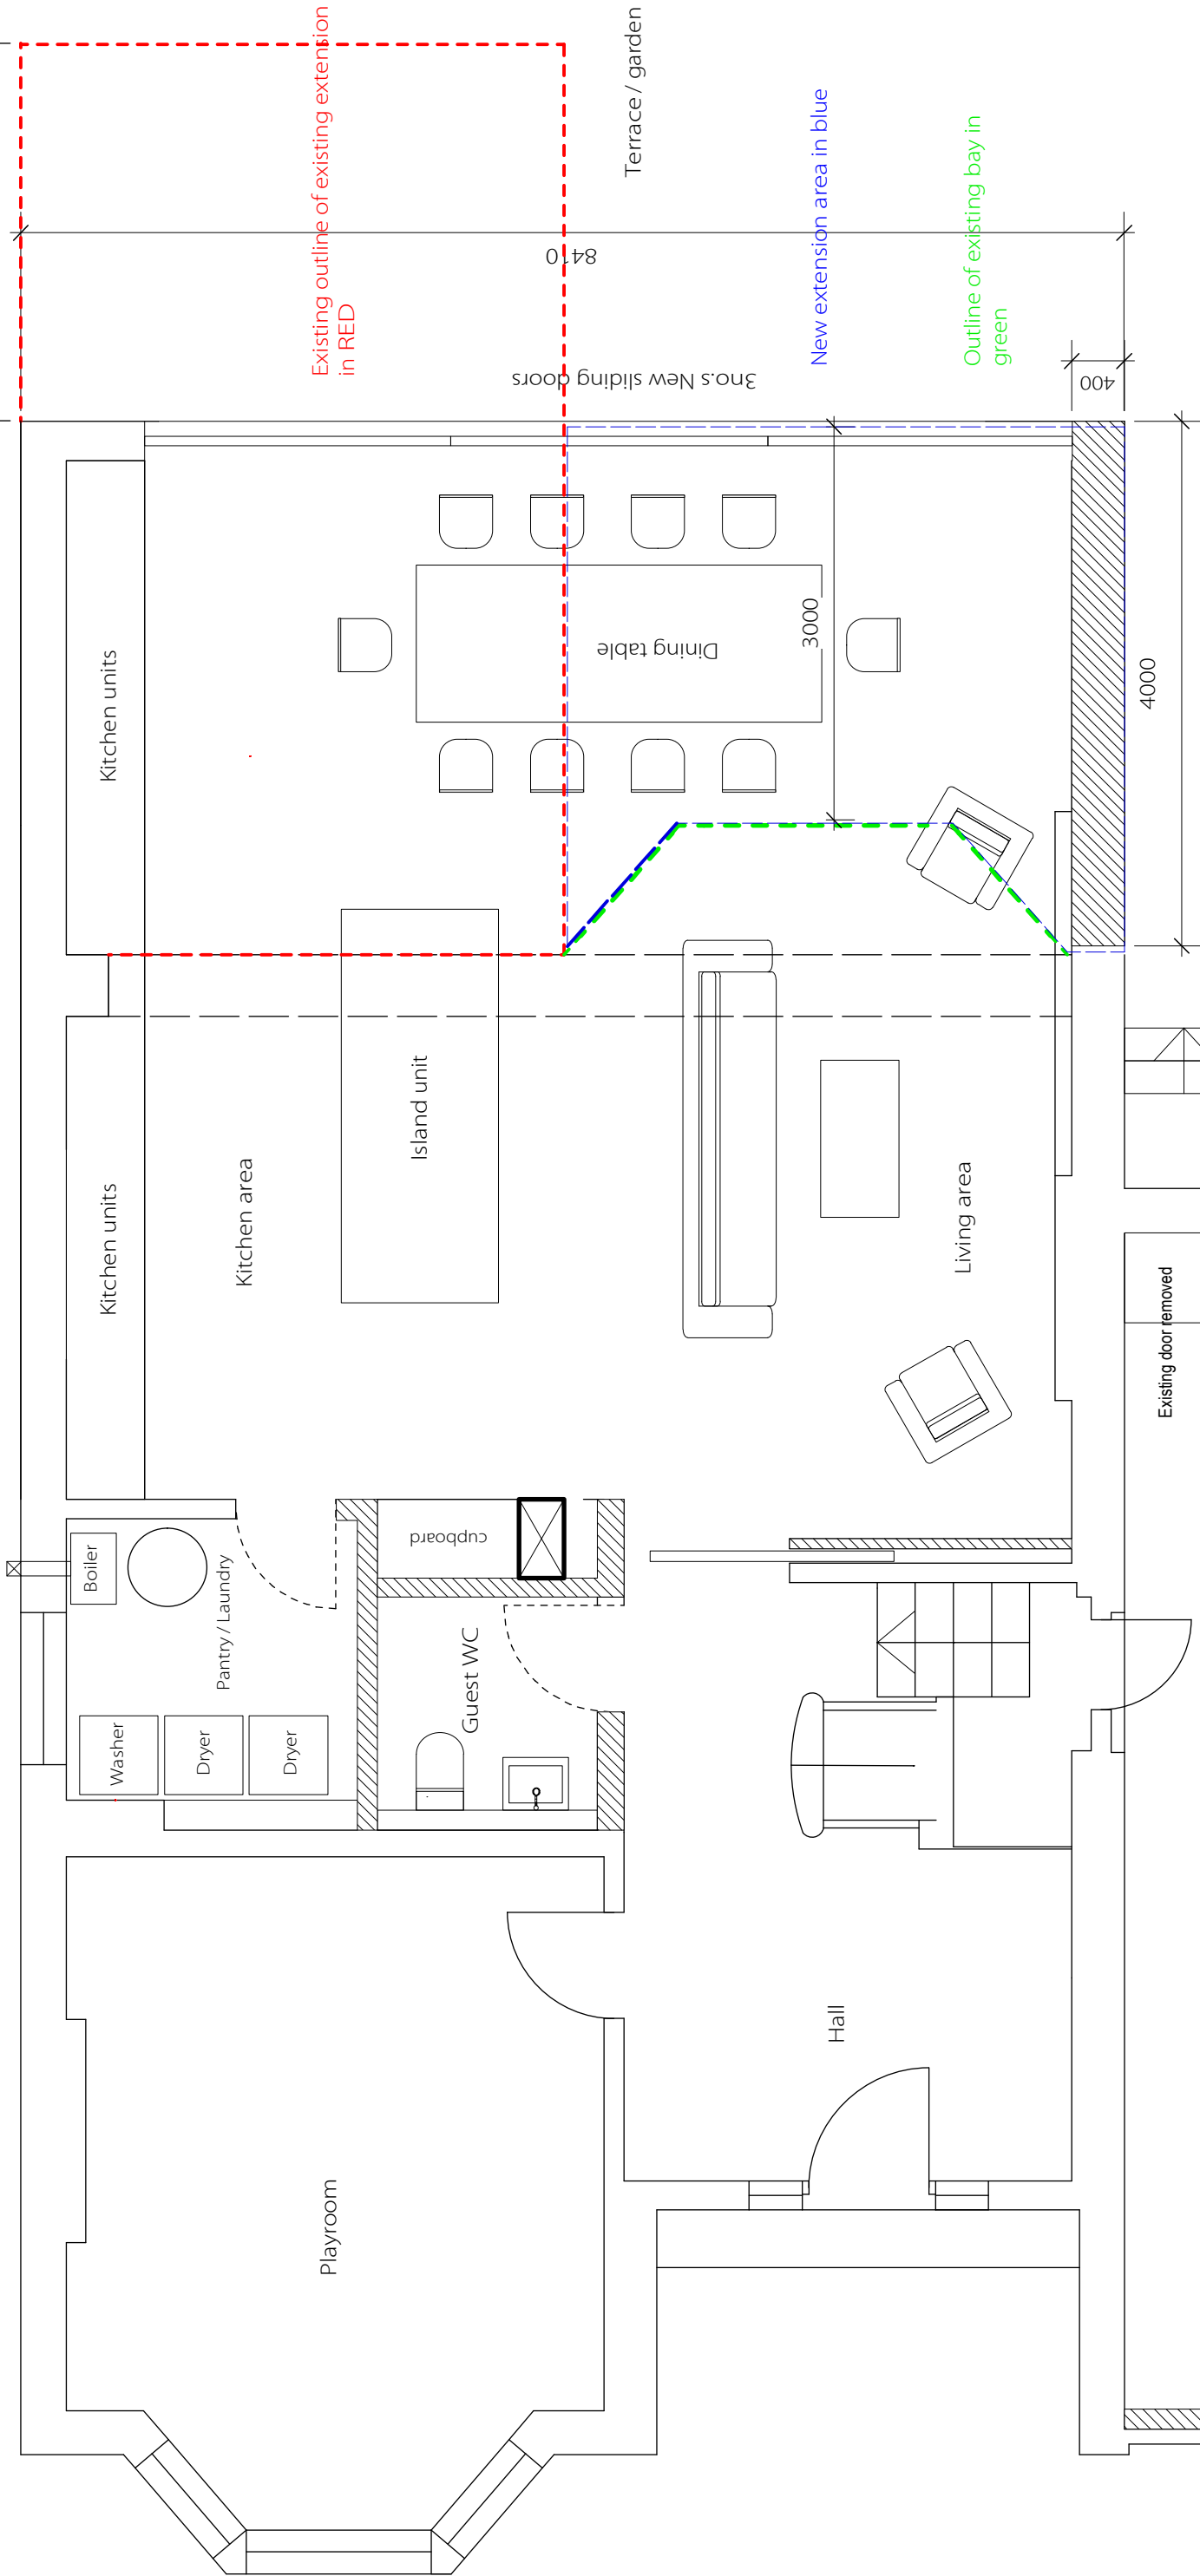 Existing outline of existing extension
in RED
Terrace / garden
8410
New extension area in blue
Outline of existing bay in
green
3no.s New sliding doors
400
Kitchen units
Dining table
3000
4000
Island unit
Kitchen units
Kitchen area
Living area
Existing door removed
Boiler
Pantry / Laundry
cupboard
Washer
Dryer
Dryer
Guest WC
Hall
Playroom